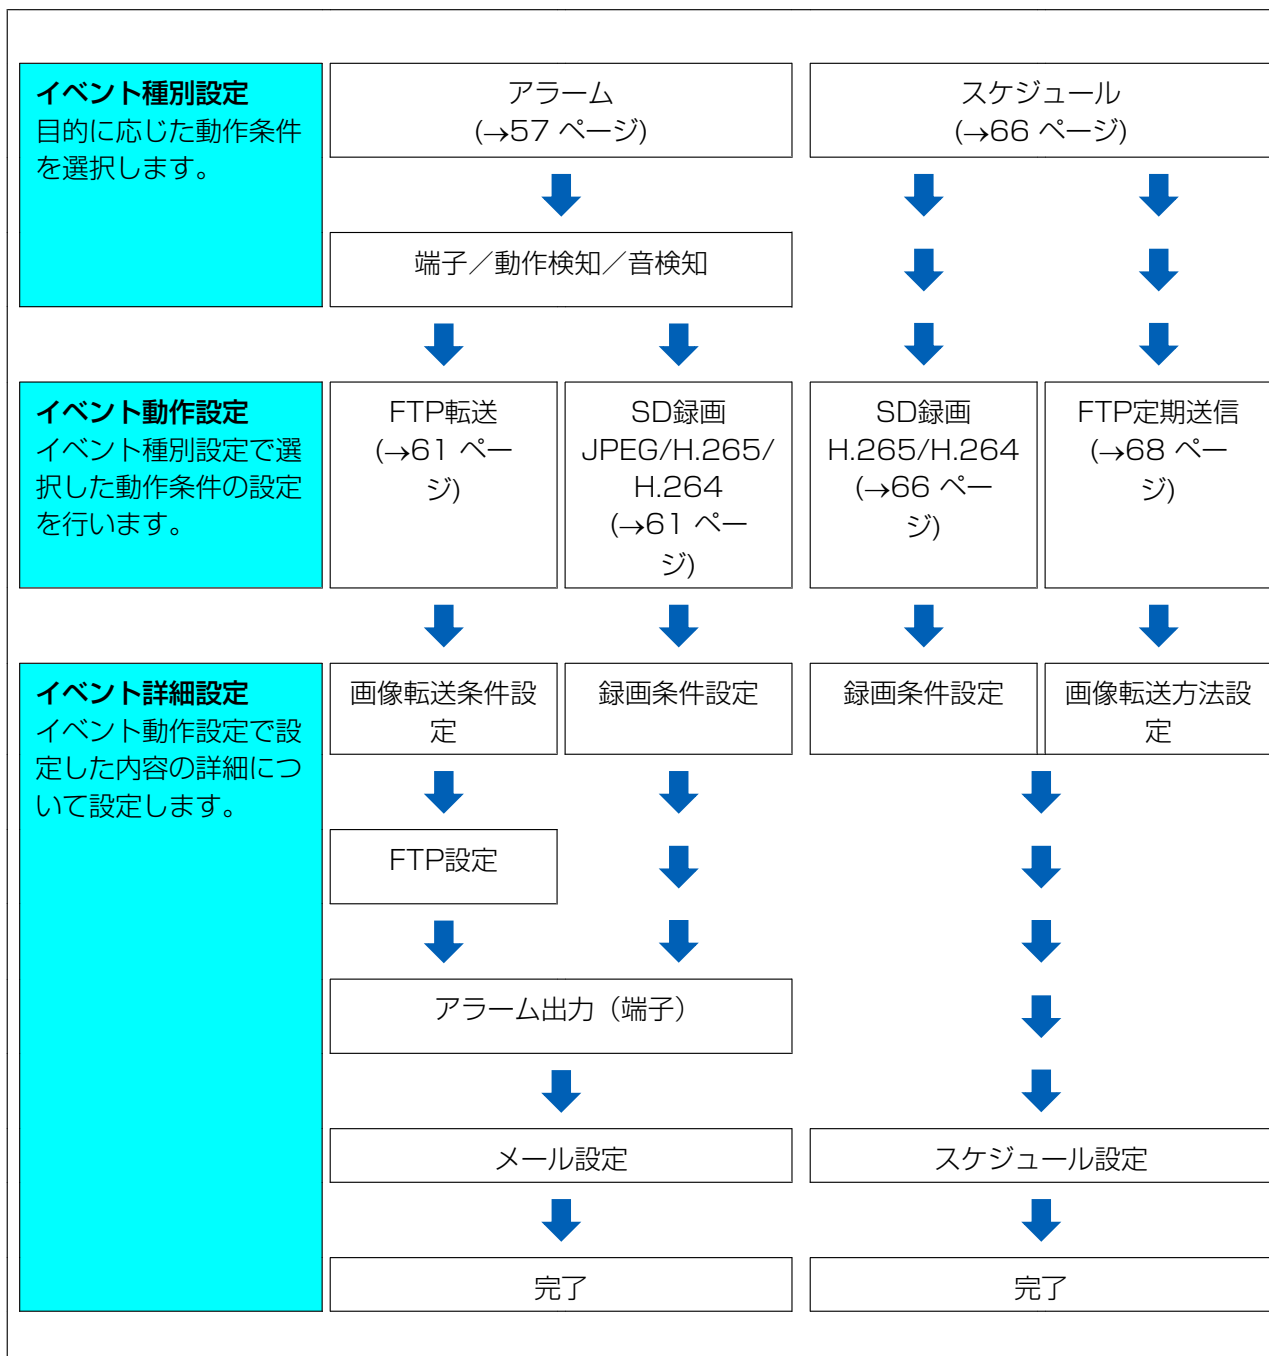 イベント種別設定
目的に応じた動作条件
を選択します。
アラーム
(→57 ページ)
スケジュール
(→66 ページ)
端子／動作検知／音検知
イベント動作設定
イベント種別設定で選
択した動作条件の設定
を行います。
FTP転送
(→61 ペー
ジ)
SD録画
JPEG/H.265/
H.264
(→61 ペー
ジ)
SD録画
H.265/H.264
(→66 ペー
ジ)
FTP定期送信
(→68 ペー
ジ)
イベント詳細設定
イベント動作設定で設
定した内容の詳細につ
いて設定します。
画像転送条件設
定
録画条件設定
録画条件設定
画像転送方法設
定
FTP設定
アラーム出力（端子）
メール設定
スケジュール設定
完了
完了